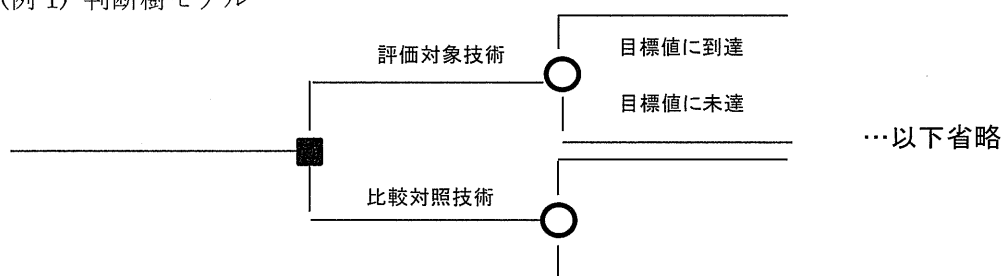 (例 1) 判断樹モデル
評価対象技術
目標値に到達
目標値に未達
…以下省略
比較対照技術